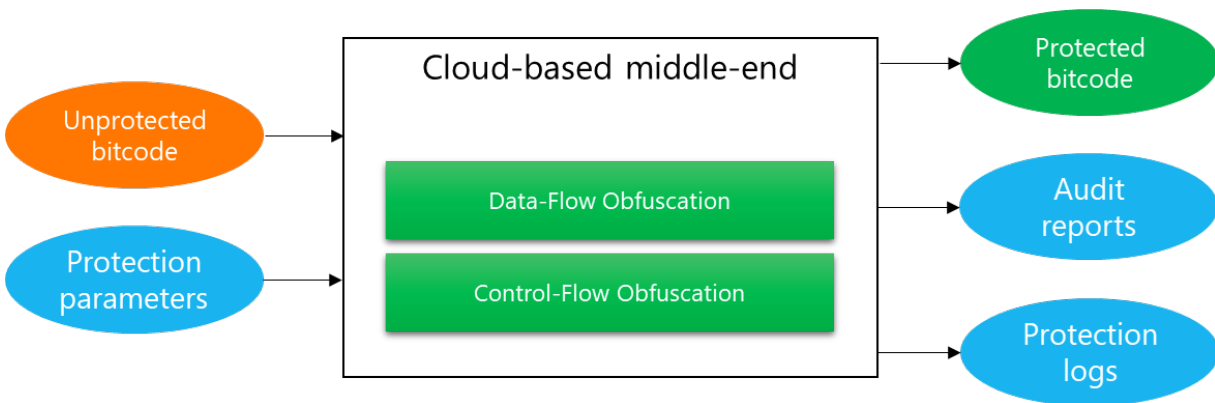 Cloud-based middle-end
Unprotected
bitcode
Protection
parameters
Data-Flow Obfuscation
Control-Flow Obfuscation
Protected
bitcode
Audit
reports
Protection
logs